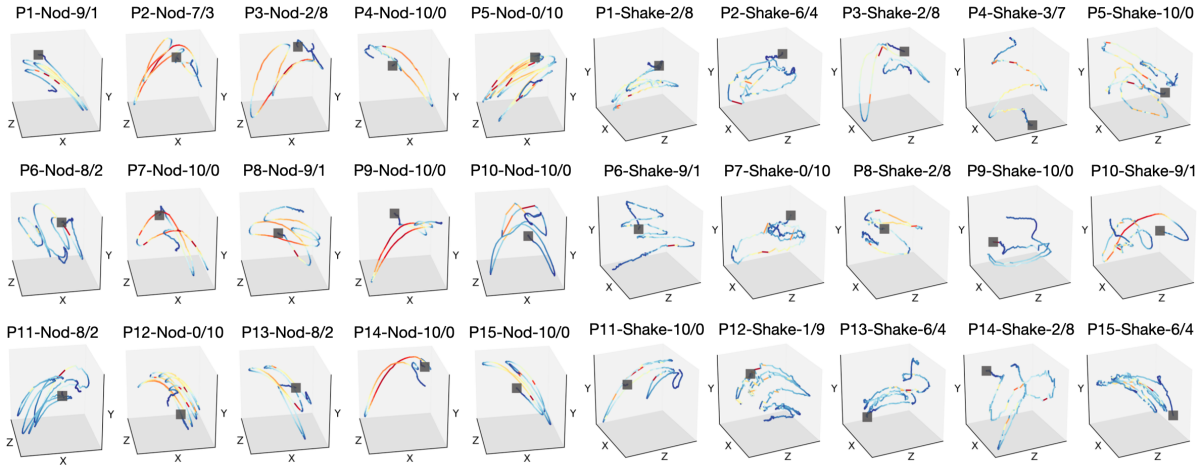 P1-Nod-9/1 P2-Nod-7/3 P3-Nod-2/8 P4-Nod-10/0 P5-Nod-0/10 P1-Shake-2/8 P2-Shake-6/4 P3-Shake-2/8 P4-Shake-3/7 P5-Shake-10/0
Y Y Y Y Y Y Y Y Y Y
Z Z Z Z Z X X X X X
X X X X X Z Z Z Z Z
P6-Nod-8/2 P7-Nod-10/0 P8-Nod-9/1 P9-Nod-10/0 P10-Nod-10/0 P6-Shake-9/1 P7-Shake-0/10 P8-Shake-2/8 P9-Shake-10/0 P10-Shake-9/1
Y Y Y Y Y Y Y Y Y Y
Z Z Z Z Z X X X X X
X X X X X Z Z Z Z Z
P11-Nod-8/2 P12-Nod-0/10 P13-Nod-8/2 P14-Nod-10/0 P15-Nod-10/0 P11-Shake-10/0 P12-Shake-1/9 P13-Shake-6/4 P14-Shake-2/8 P15-Shake-6/4
Y Y Y Y Y Y Y Y Y Y
Z Z Z Z Z X X X X X
X X X X X Z Z Z Z Z